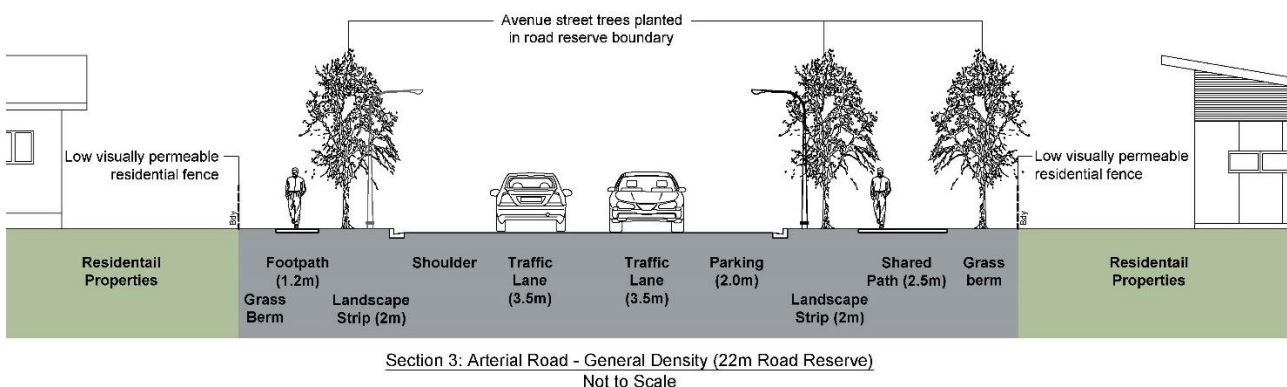 Avenue street trees planted
in road reserve boundary
Low visually permeable
residential fence
Low visually permeable
residential fence
Bdy
Bdy
Residentail
Properties
Footpath
(1.2m)
Grass
Berm
Landscape
Strip (2m)
Shoulder
Traffic
Lane
(3.5m)
Traffic
Lane
(3.5m)
Parking
(2.0m)
Landscape
Strip (2m)
Shared
Path (2.5m)
Grass
berm
Residentail
Properties
Section 3: Arterial Road - General Density (22m Road Reserve)
Not to Scale